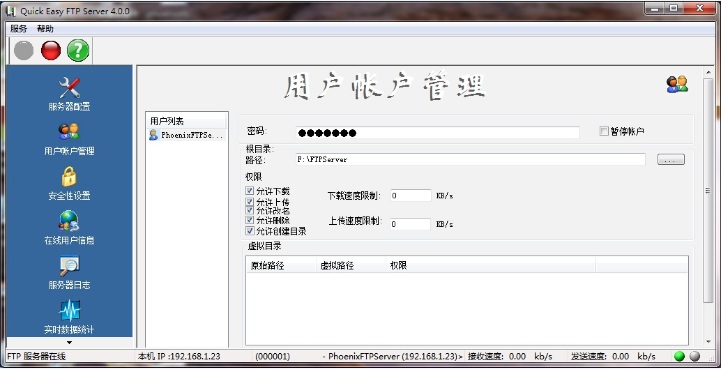 Quick Easy FTP Server 4.0.0
服务 帮助
服务器配置
用户帐户管理
安全性设置
在线用户信息
服务器日志
实时数据统计
用户帐户管理
用户列表
PhoenixFTPSe...
密码:
暂停帐户
根目录:
路径:
F:\FTPServer
...
权限
允许下载
允许上传
允许改名
允许删除
允许创建目录
下载速度限制: 0 KB/s
上传速度限制: 0 KB/s
虚拟目录
原始路径 虚拟路径 权限
FTP 服务器在线 本机 IP :192.168.1.23 (000001) - PhoenixFTPServer (192.168.1.23)> 接收速度: 0.00 kb/s 发送速度: 0.00 kb/s